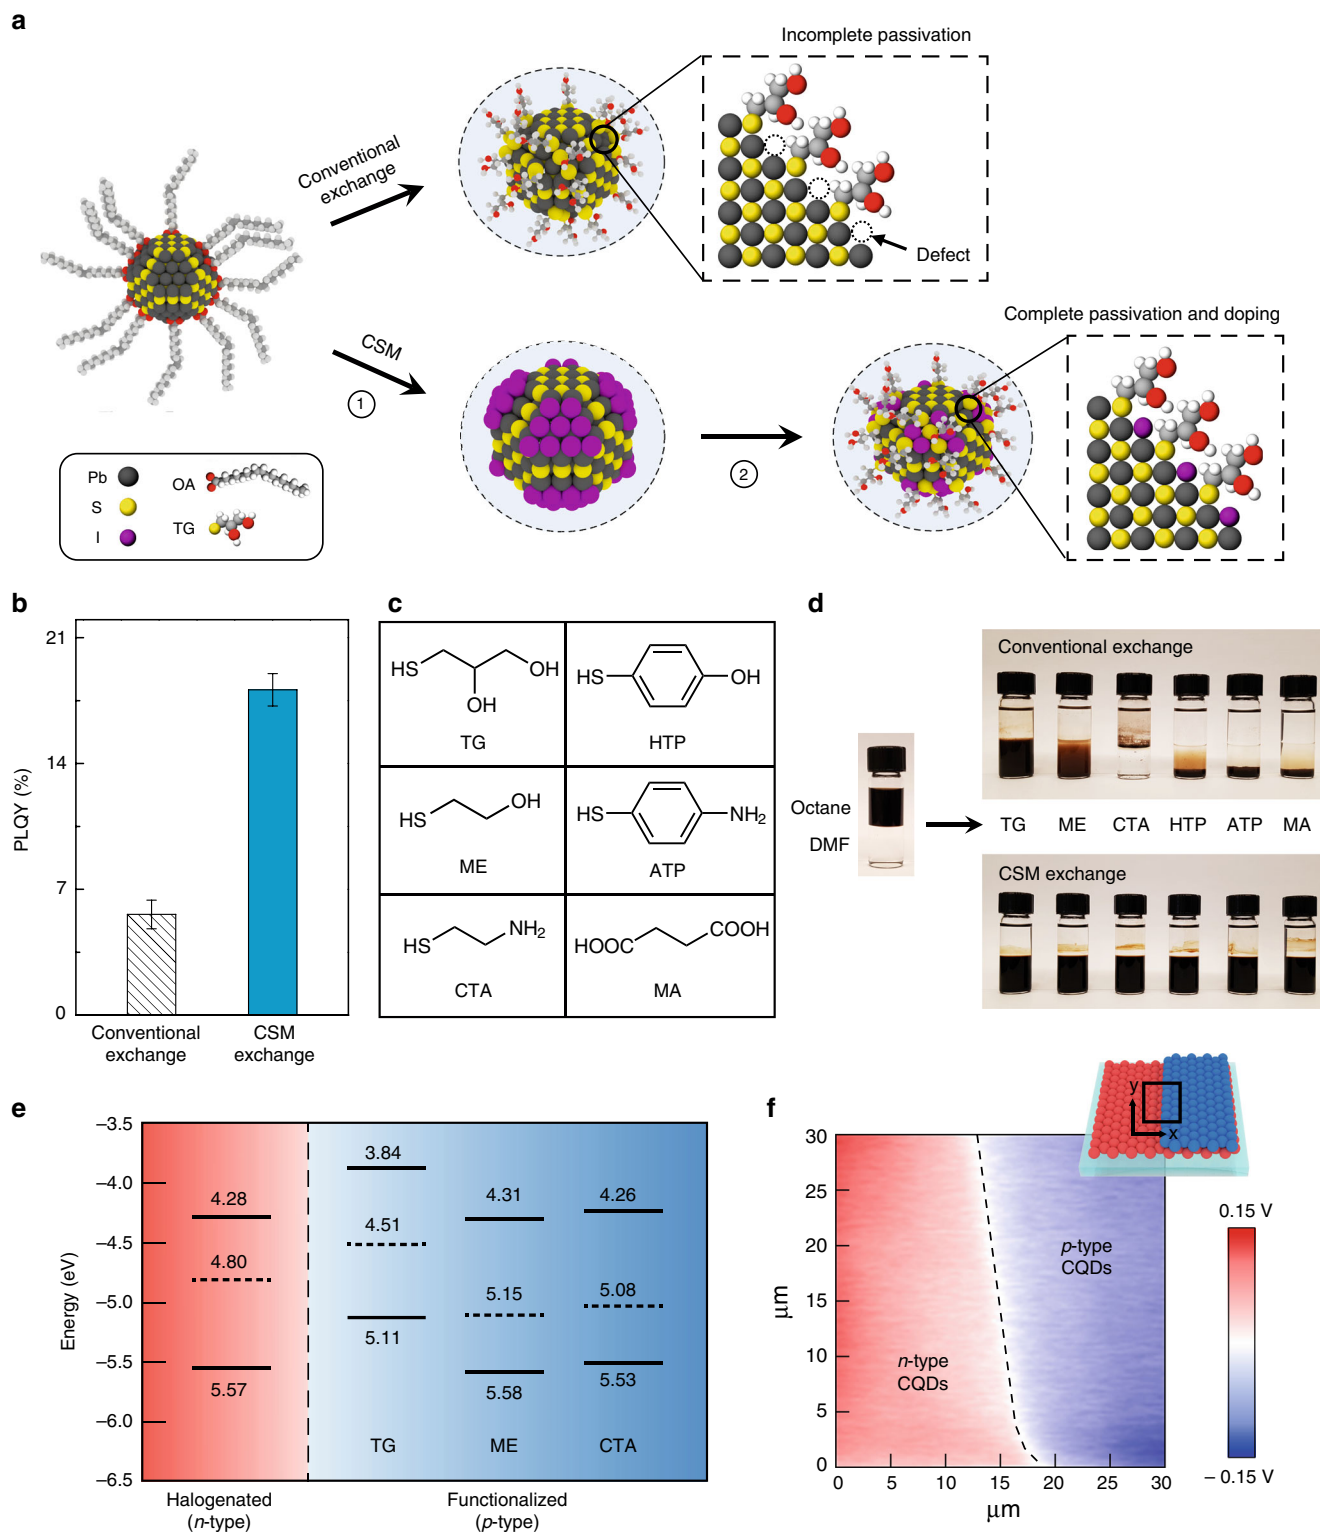 a
Incomplete passivation
Conventional
exchange
Defect
CSM
1
Complete passivation and doping
2
Pb
S
I
OA
TG
b
21
14
7
0
PLQY (%)
Conventional
exchange
CSM
exchange
c
HS
OH
OH
TG
HS
OH
HTP
HS
OH
ME
HS
NH2
ATP
HS
NH2
CTA
HOOC
COOH
MA
d
Conventional exchange
Octane
DMF
TG ME CTA HTP ATP MA
CSM exchange
e
Energy (eV)
–3.5
–4.0
–4.5
–5.0
–5.5
–6.0
–6.5
4.28
4.80
5.57
3.84
4.51
5.11
4.31
5.15
5.58
4.26
5.08
5.53
TG ME CTA
Halogenated
(n-type)
Functionalized
(p-type)
f
y
x
30
25
20
15
10
5
0
μm
p-type
CQDs
n-type
CQDs
0 5 10 15 20 25 30
μm
0.15 V
– 0.15 V